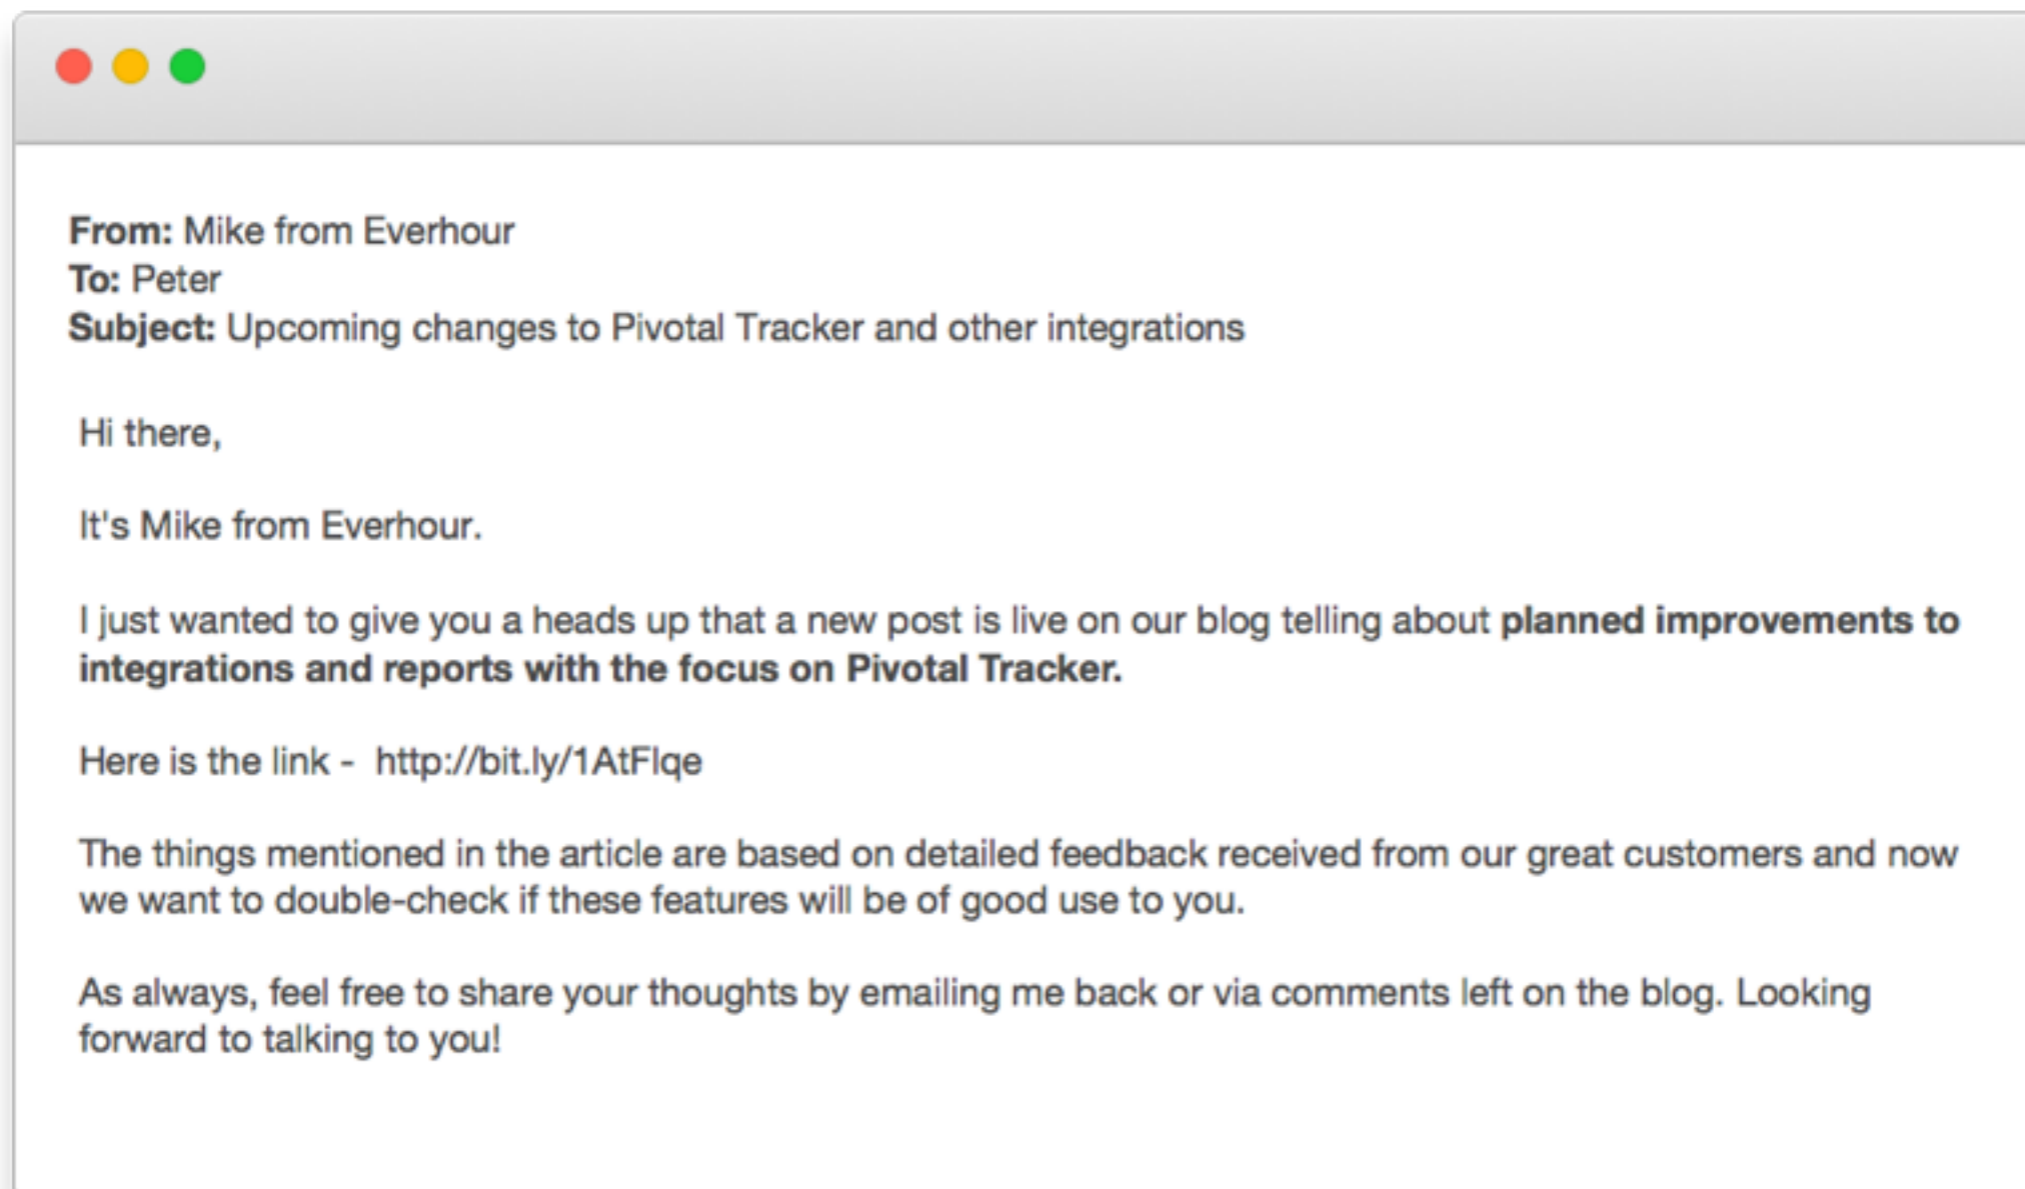 From: Mike from Everhour
To: Peter
Subject: Upcoming changes to Pivotal Tracker and other integrations
Hi there,
It's Mike from Everhour.
I just wanted to give you a heads up that a new post is live on our blog telling about planned improvements to
integrations and reports with the focus on Pivotal Tracker.
Here is the link -  http://bit.ly/1AtFlqe
The things mentioned in the article are based on detailed feedback received from our great customers and now
we want to double-check if these features will be of good use to you.
As always, feel free to share your thoughts by emailing me back or via comments left on the blog. Looking
forward to talking to you!